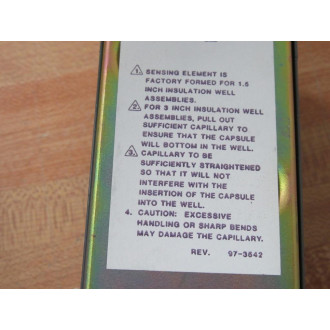 1. SENSING ELEMENT IS
FACTORY FORMED FOR 1.5
INCH INSULATION WELL
ASSEMBLIES.
2. FOR 3 INCH INSULATION WELL
ASSEMBLIES, PULL OUT
SUFFICIENT CAPILLARY TO
ENSURE THAT THE CAPSULE
WILL BOTTOM IN THE WELL.
3. CAPILLARY TO BE
SUFFICIENTLY STRAIGHTENED
SO THAT IT WILL NOT
INTERFERE WITH THE
INSERTION OF THE CAPSULE
INTO THE WELL.
4. CAUTION: EXCESSIVE
HANDLING OR SHARP BENDS
MAY DAMAGE THE CAPILLARY.
REV. 97-3642